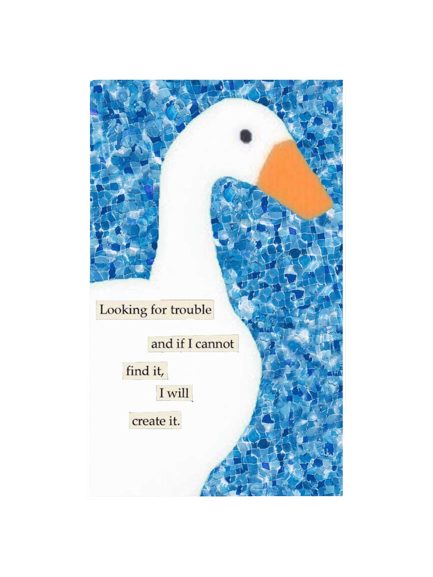 Looking for trouble
and if I cannot
find it,
I will
create it.